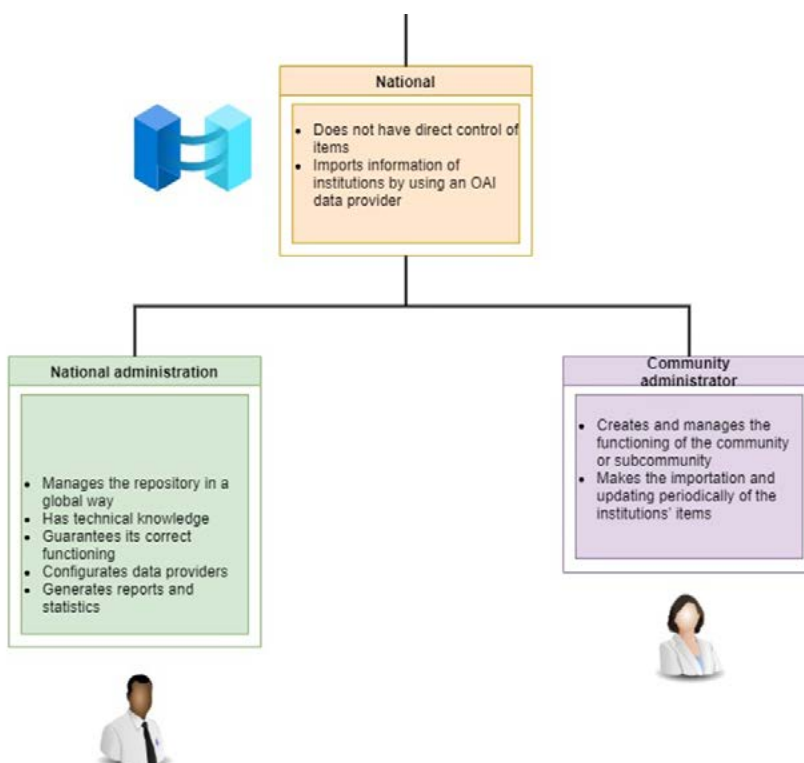 National
• Does not have direct control of
items
• Imports information of
institutions by using an OAI
data provider
National administration
• Manages the repository in a
global way
• Has technical knowledge
• Guarantees its correct
functioning
• Configurates data providers
• Generates reports and
statistics
Community
administrator
• Creates and manages the
functioning of the community
or subcommunity
• Makes the importation and
updating periodically of the
institutions' items